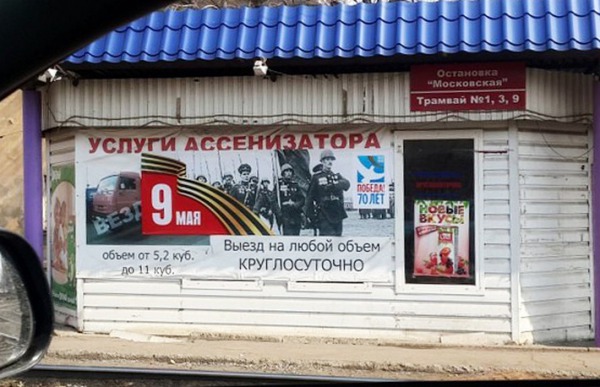 Остановка
"Московская"
Трамвай №1, 3, 9
УСЛУГИ АССЕНИЗАТОРА
ВЕЗД
9 МАЯ
ПОБЕДА!
70 ЛЕТ
объем от 5,2 куб.
до 11 куб.
Выезд на любой объем
КРУГЛОСУТОЧНО
Новые
вкусы